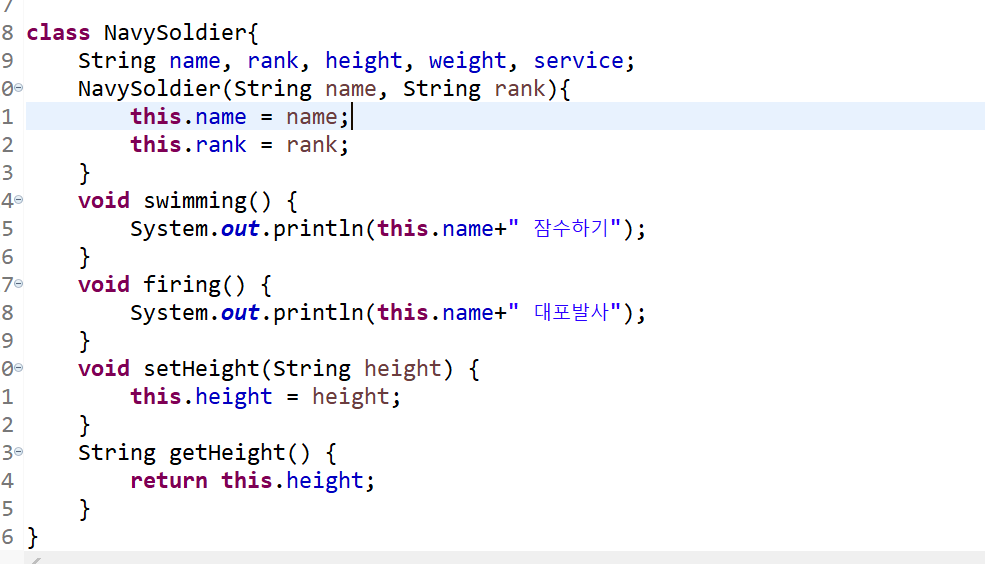 7
8 class NavySoldier{
9     String name, rank, height, weight, service;
0     NavySoldier(String name, String rank){
1         this.name = name;
2         this.rank = rank;
3     }
4     void swimming() {
5         System.out.println(this.name+" 잠수하기");
6     }
7     void firing() {
8         System.out.println(this.name+" 대포발사");
9     }
0     void setHeight(String height) {
1         this.height = height;
2     }
3     String getHeight() {
4         return this.height;
5     }
6 }